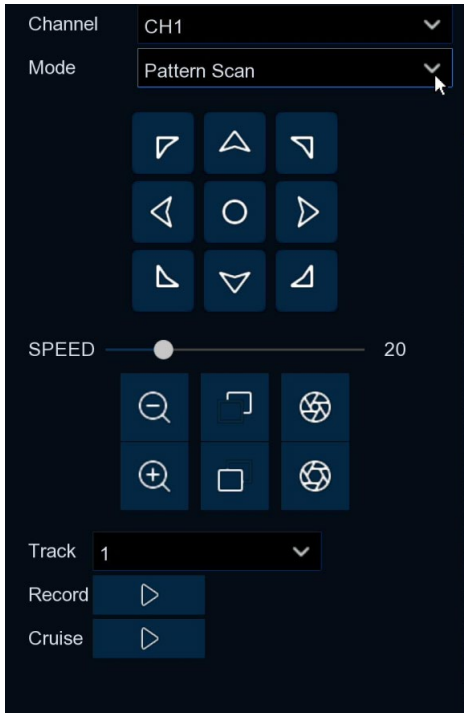 Channel CH1
Mode Pattern Scan
SPEED 20
Track 1
Record
Cruise